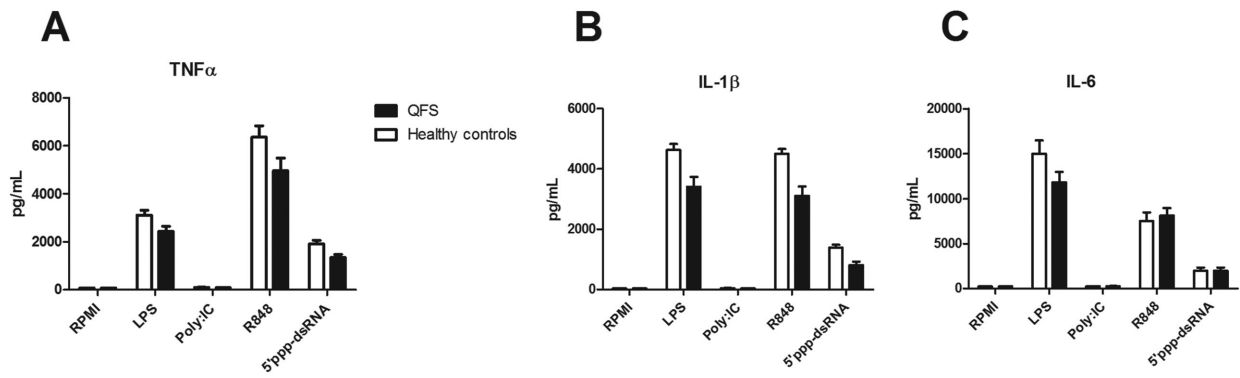 A
TNFα
pg/mL
8000
6000
4000
2000
0
RPMI
LPS
Poly:IC
R848
5'ppp-dsRNA
QFS
Healthy controls
B
IL-1β
pg/mL
6000
4000
2000
0
RPMI
LPS
Poly:IC
R848
5'ppp-dsRNA
C
IL-6
pg/mL
20000
15000
10000
5000
0
RPMI
LPS
Poly:IC
R848
5'ppp-dsRNA